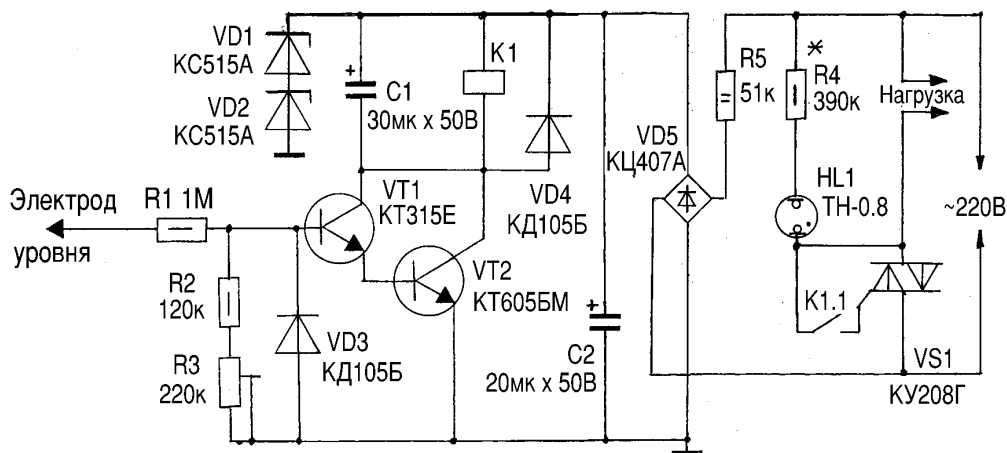 VD1
КС515А
VD2
КС515А
+
C1
30мк x 50В
K1
VD4
КД105Б
VT1
КТ315Е
VT2
КТ605БМ
Электрод
уровня
R1 1М
R2
120к
R3
220к
VD3
КД105Б
+
C2
20мк x 50В
VD5
КЦ407А
R5
51к
*
R4
390к
Нагрузка
HL1
ТН-0.8
~220В
K1.1
VS1
КУ208Г